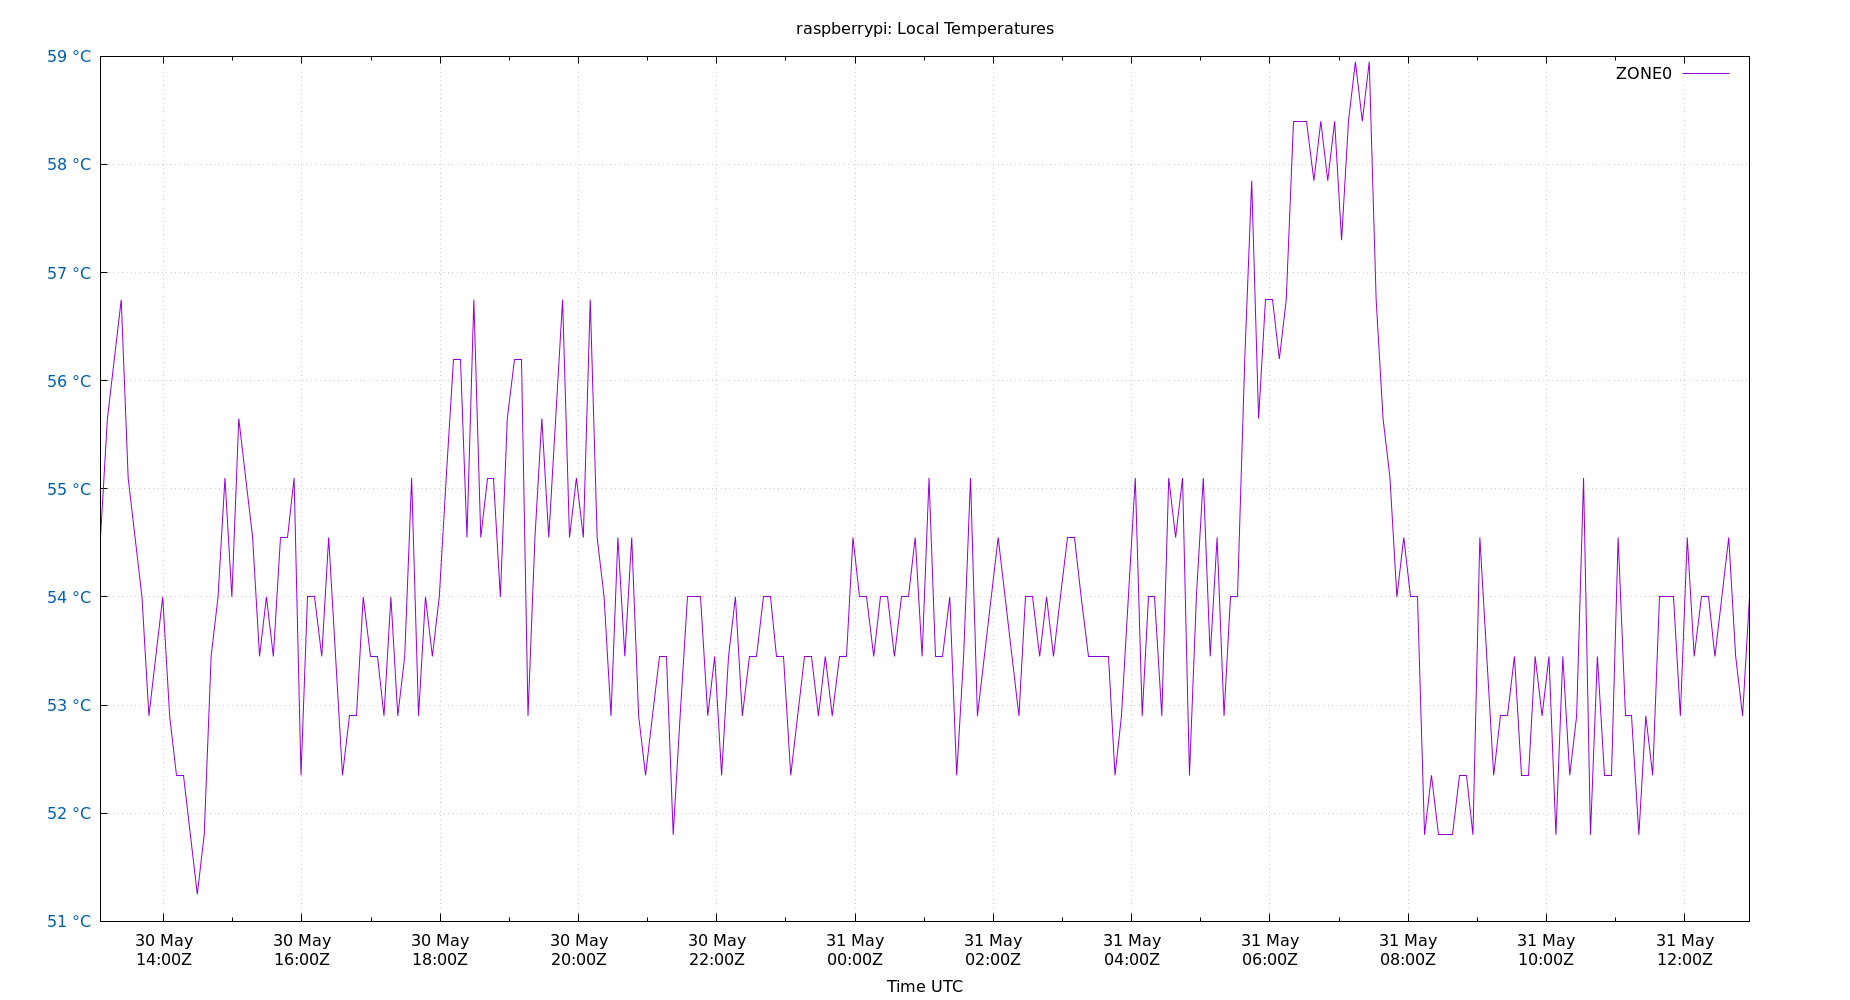 raspberrypi: Local Temperatures
59 °C
58 °C
57 °C
56 °C
55 °C
54 °C
53 °C
52 °C
51 °C
ZONE0
30 May
14:00Z
30 May
16:00Z
30 May
18:00Z
30 May
20:00Z
30 May
22:00Z
31 May
00:00Z
31 May
02:00Z
31 May
04:00Z
31 May
06:00Z
31 May
08:00Z
31 May
10:00Z
31 May
12:00Z
Time UTC